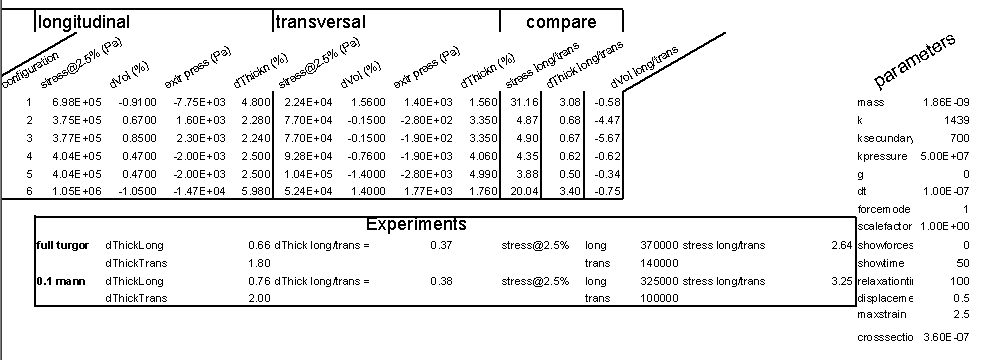 longitudinal transversal compare
configuration stress@2.5% (Pa) dVol (%) extr press (Pa) dThickn (%) stress@2.5% (Pa) dVol (%) extr press (Pa) dThickn (%) stress long/trans dThick long/trans dVol long/trans parameters
1 6.98E+05 -0.9100 -7.75E+03 4.800 2.24E+04 1.5600 1.40E+03 1.560 31.16 3.08 -0.58 mass 1.86E-09
2 3.75E+05 0.6700 1.60E+03 2.280 7.70E+04 -0.1500 -2.80E+02 3.350 4.87 0.68 -4.47 k 1439
3 3.77E+05 0.8500 2.30E+03 2.240 7.70E+04 -0.1500 -1.90E+02 3.350 4.90 0.67 -5.67 ksecundary 700
4 4.04E+05 0.4700 -2.00E+03 2.500 9.28E+04 -0.7600 -1.90E+03 4.060 4.35 0.62 -0.62 kpressure 5.00E+07
5 4.04E+05 0.4700 -2.00E+03 2.500 1.04E+05 -1.4000 -2.80E+03 4.990 3.88 0.50 -0.34 g 0
6 1.05E+06 -1.0500 -1.47E+04 5.980 5.24E+04 1.4000 1.77E+03 1.760 20.04 3.40 -0.75 dt 1.00E-07
forcemode 1
Experiments scalefactor 1.00E+00
full turgor dThickLong 0.66 dThick long/trans = 0.37 stress@2.5% long 370000 stress long/trans 2.64 showforces 0
dThickTrans 1.80 trans 140000 showtime 50
0.1 mann dThickLong 0.76 dThick long/trans = 0.38 stress@2.5% long 325000 stress long/trans 3.25 relaxationti 100
dThickTrans 2.00 trans 100000 displaceme 0.5
maxstrain 2.5
crosssectio 3.60E-07